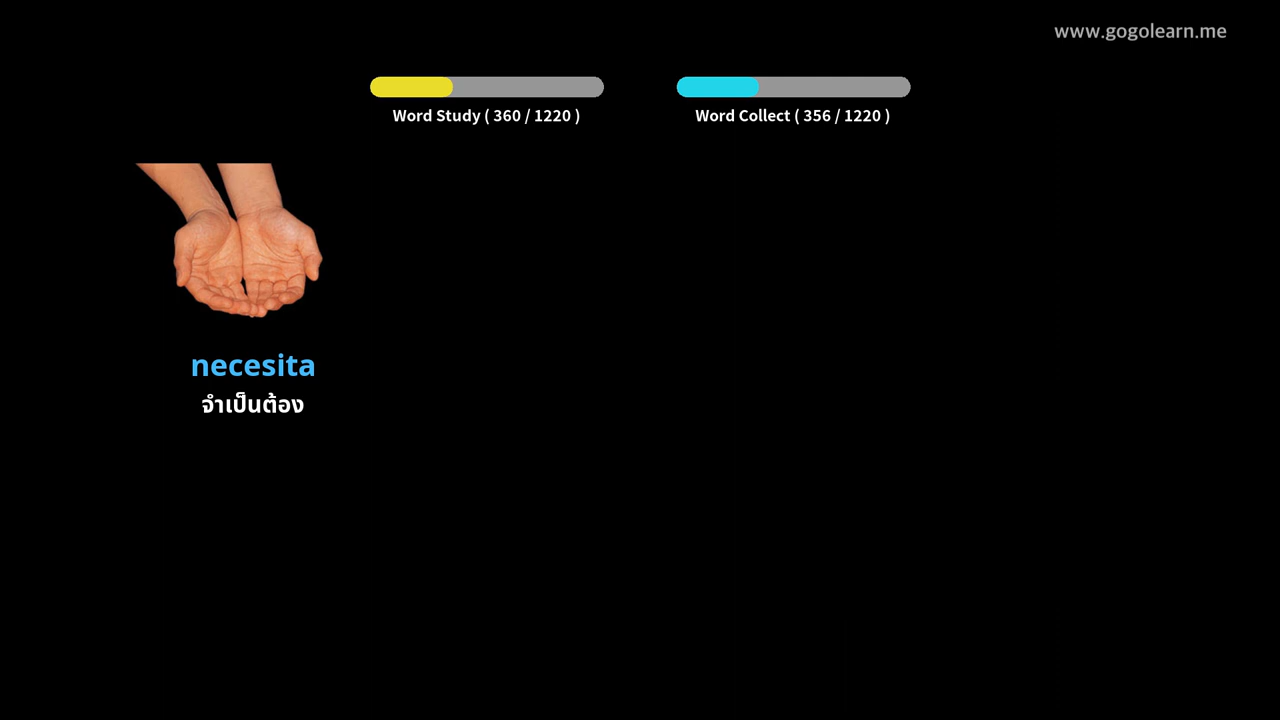 www.gogolearn.me
Word Study ( 360 / 1220 )
Word Collect ( 356 / 1220 )
necesita
จำเป็นต้อง